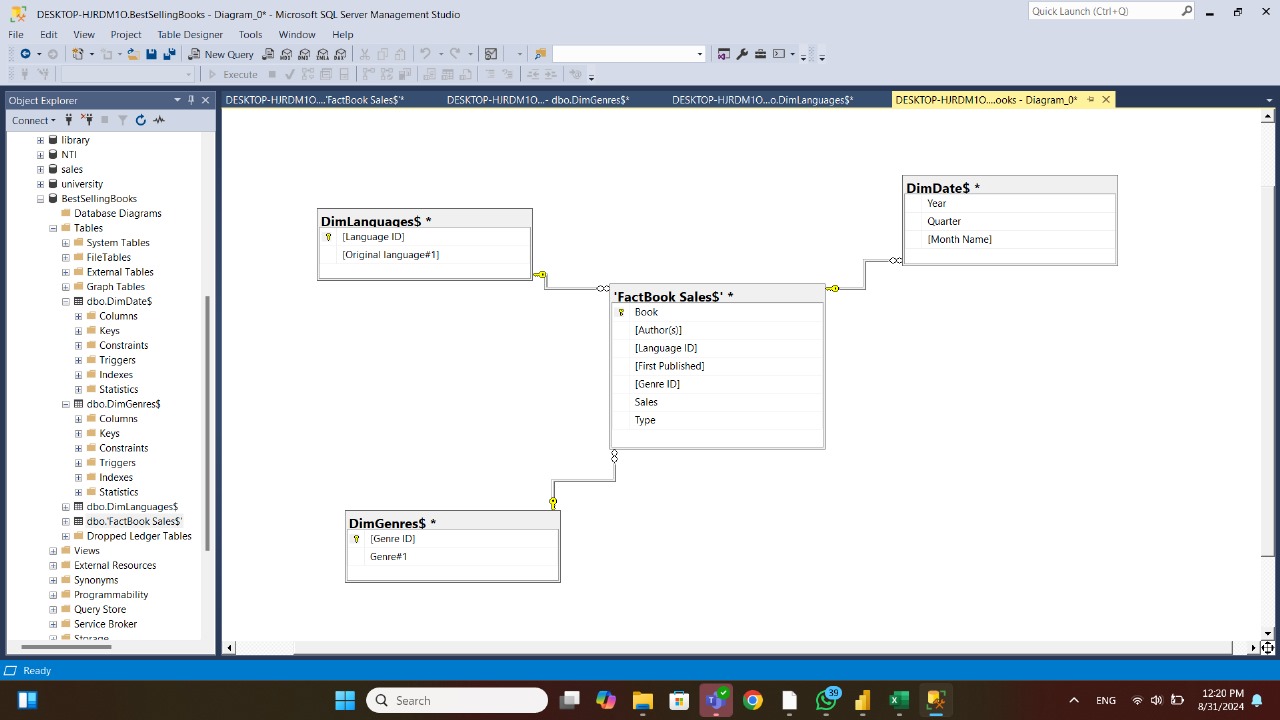 DESKTOP-HJRDM1O.BestSellingBooks - Diagram_0* - Microsoft SQL Server Management Studio
Quick Launch (Ctrl+Q)
File Edit View Project Table Designer Tools Window Help
New Query
Execute
Object Explorer
DESKTOP-HJRDM1O....'FactBook Sales$'*
DESKTOP-HJRDM1O...- dbo.DimGenres$*
DESKTOP-HJRDM1O...o.DimLanguages$*
DESKTOP-HJRDM1O....ooks - Diagram_0*
Connect
library
NTI
sales
university
BestSellingBooks
Database Diagrams
Tables
System Tables
FileTables
External Tables
Graph Tables
dbo.DimDate$
Columns
Keys
Constraints
Triggers
Indexes
Statistics
dbo.DimGenres$
Columns
Keys
Constraints
Triggers
Indexes
Statistics
dbo.DimLanguages$
dbo.'FactBook Sales$'
Dropped Ledger Tables
Views
External Resources
Synonyms
Programmability
Query Store
Service Broker
Storage
DimLanguages$ *
[Language ID]
[Original language#1]
DimDate$ *
Year
Quarter
[Month Name]
'FactBook Sales$' *
Book
[Author(s)]
[Language ID]
[First Published]
[Genre ID]
Sales
Type
DimGenres$ *
[Genre ID]
Genre#1
Ready
Search
39
ENG
12:20 PM
8/31/2024